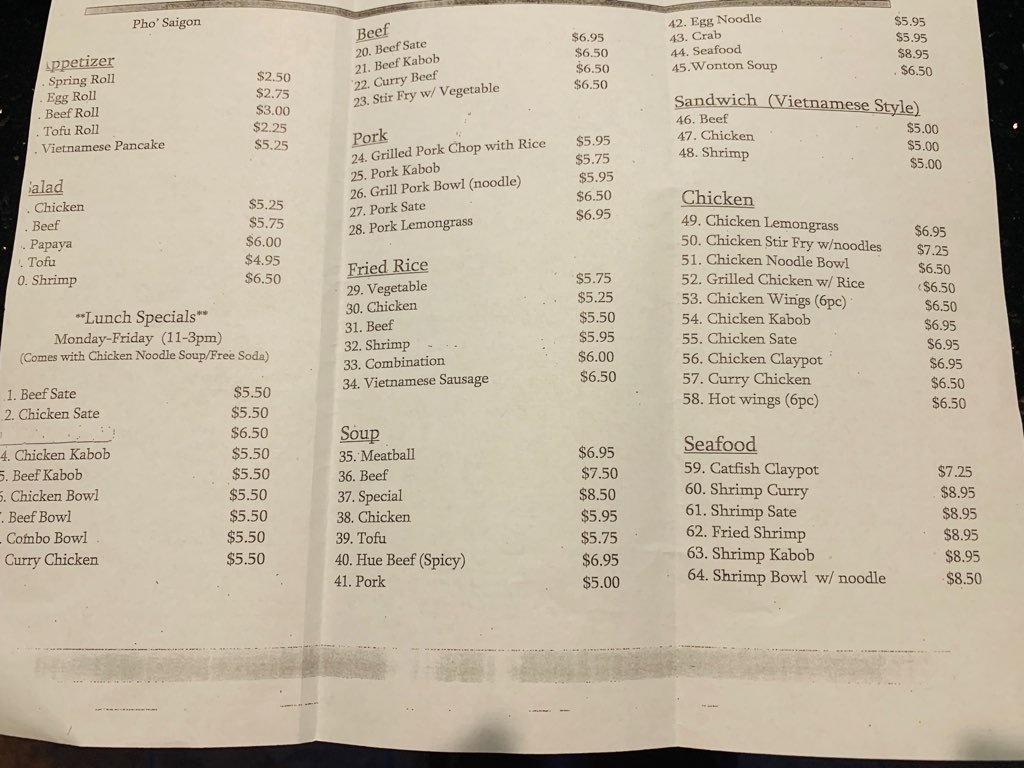 Pho' Saigon
ppetizer
. Spring Roll $2.50
. Egg Roll $2.75
. Beef Roll $3.00
. Tofu Roll $2.25
. Vietnamese Pancake $5.25
alad
. Chicken $5.25
. Beef $5.75
. Papaya $6.00
. Tofu $4.95
0. Shrimp $6.50
**Lunch Specials**
Monday-Friday (11-3pm)
(Comes with Chicken Noodle Soup/Free Soda)
1. Beef Sate $5.50
2. Chicken Sate $5.50
$6.50
4. Chicken Kabob $5.50
5. Beef Kabob $5.50
6. Chicken Bowl $5.50
. Beef Bowl $5.50
. Combo Bowl $5.50
Curry Chicken $5.50
Beef
20. Beef Sate $6.95
21. Beef Kabob $6.50
22. Curry Beef $6.50
23. Stir Fry w/ Vegetable $6.50
Pork
24. Grilled Pork Chop with Rice $5.95
25. Pork Kabob $5.75
26. Grill Pork Bowl (noodle) $5.95
27. Pork Sate $6.50
28. Pork Lemongrass $6.95
Fried Rice
29. Vegetable $5.75
30. Chicken $5.25
31. Beef $5.50
32. Shrimp $5.95
33. Combination $6.00
34. Vietnamese Sausage $6.50
Soup
35. Meatball $6.95
36. Beef $7.50
37. Special $8.50
38. Chicken $5.95
39. Tofu $5.75
40. Hue Beef (Spicy) $6.95
41. Pork $5.00
42. Egg Noodle $5.95
43. Crab $5.95
44. Seafood $8.95
45. Wonton Soup $6.50
Sandwich (Vietnamese Style)
46. Beef $5.00
47. Chicken $5.00
48. Shrimp $5.00
Chicken
49. Chicken Lemongrass $6.95
50. Chicken Stir Fry w/noodles $7.25
51. Chicken Noodle Bowl $6.50
52. Grilled Chicken w/ Rice $6.50
53. Chicken Wings (6pc) $6.50
54. Chicken Kabob $6.95
55. Chicken Sate $6.95
56. Chicken Claypot $6.95
57. Curry Chicken $6.50
58. Hot wings (6pc) $6.50
Seafood
59. Catfish Claypot $7.25
60. Shrimp Curry $8.95
61. Shrimp Sate $8.95
62. Fried Shrimp $8.95
63. Shrimp Kabob $8.95
64. Shrimp Bowl w/ noodle $8.50